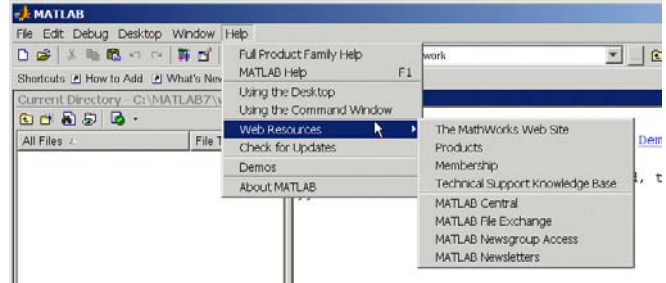 MATLAB
File Edit Debug Desktop Window Help
Shortcuts How to Add What's New
work
Current Directory - C:\MATLAB7\
All Files
File T
Full Product Family Help
MATLAB Help F1
Using the Desktop
Using the Command Window
Web Resources
Check for Updates
Demos
About MATLAB
The MathWorks Web Site
Products
Membership
Technical Support Knowledge Base
MATLAB Central
MATLAB File Exchange
MATLAB Newsgroup Access
MATLAB Newsletters
Dem
, t